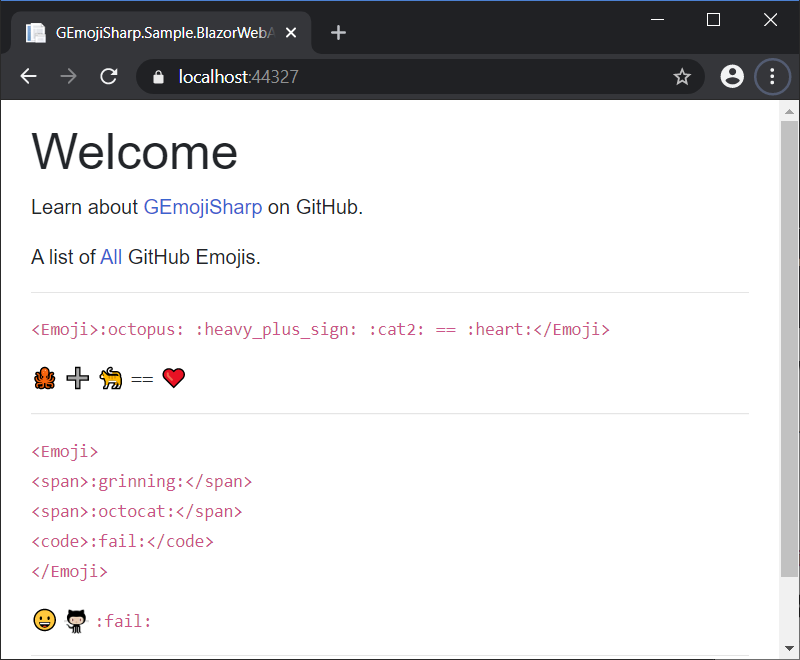 GEmojiSharp.Sample.BlazorWebA
localhost:44327
Welcome
Learn about GEmojiSharp on GitHub.
A list of All GitHub Emojis.
<Emoji>:octopus: :heavy_plus_sign: :cat2: == :heart:</Emoji>
🐙 ➕ 🐈 == ❤️
<Emoji>
<span>:grinning:</span>
<span>:octocat:</span>
<code>:fail:</code>
</Emoji>
😀 :fail: